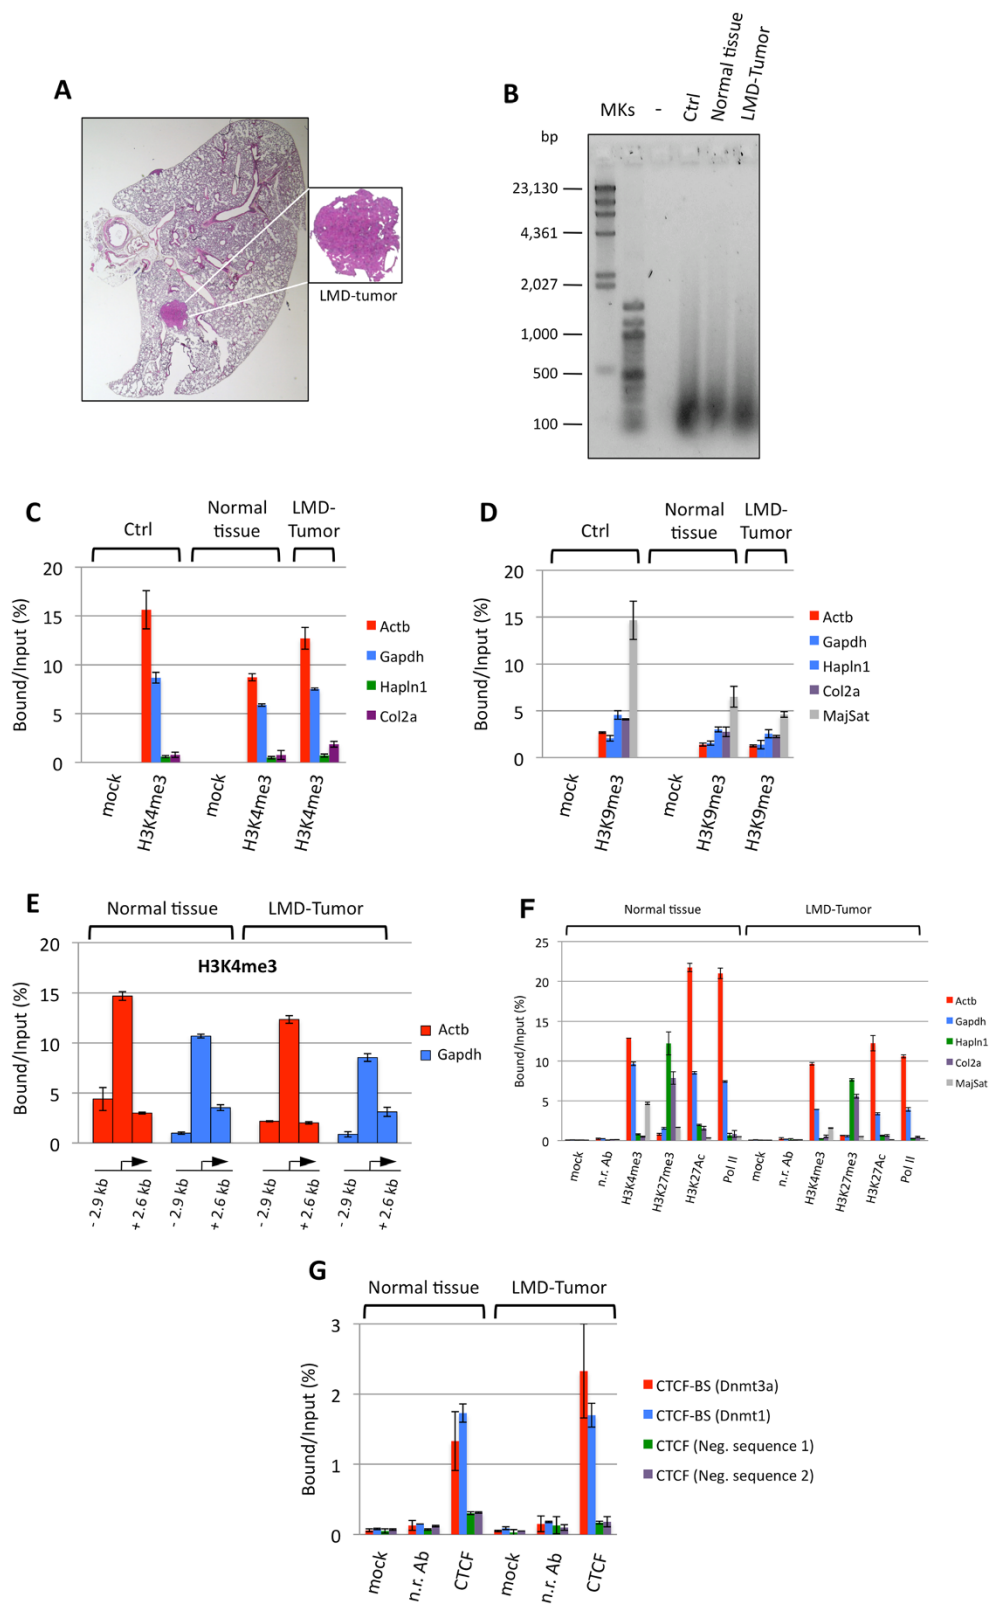 A
LMD-tumor
B
MKs
-
Ctrl
Normal tissue
LMD-Tumor
bp
23,130
4,361
2,027
1,000
500
100
C
Ctrl
Normal
tissue
LMD-
Tumor
Bound/Input (%)
20
15
10
5
0
mock
H3K4me3
mock
H3K4me3
H3K4me3
Actb
Gapdh
Hapln1
Col2a
D
Ctrl
Normal
tissue
LMD-
Tumor
Bound/Input (%)
20
15
10
5
0
mock
H3K9me3
mock
H3K9me3
H3K9me3
Actb
Gapdh
Hapln1
Col2a
MajSat
E
Normal tissue
LMD-Tumor
H3K4me3
Bound/Input (%)
20
15
10
5
0
- 2.9 kb
+ 2.6 kb
- 2.9 kb
+ 2.6 kb
- 2.9 kb
+ 2.6 kb
- 2.9 kb
+ 2.6 kb
Actb
Gapdh
F
Normal tissue
LMD-Tumor
Bound/Input (%)
25
20
15
10
5
0
mock
n.r. Ab
H3K4me3
H3K27me3
H3K27Ac
Pol II
mock
n.r. Ab
H3K4me3
H3K27me3
H3K27Ac
Pol II
Actb
Gapdh
Hapln1
Col2a
MajSat
G
Normal tissue
LMD-Tumor
Bound/Input (%)
3
2
1
0
mock
n.r. Ab
CTCF
mock
n.r. Ab
CTCF
CTCF-BS (Dnmt3a)
CTCF-BS (Dnmt1)
CTCF (Neg. sequence 1)
CTCF (Neg. sequence 2)